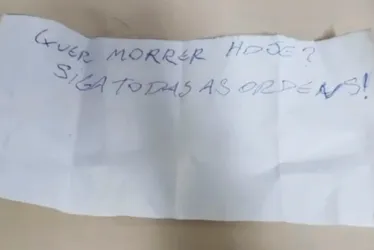 QUER MORRER HOJE?
SIGA TODAS AS ORDENS!